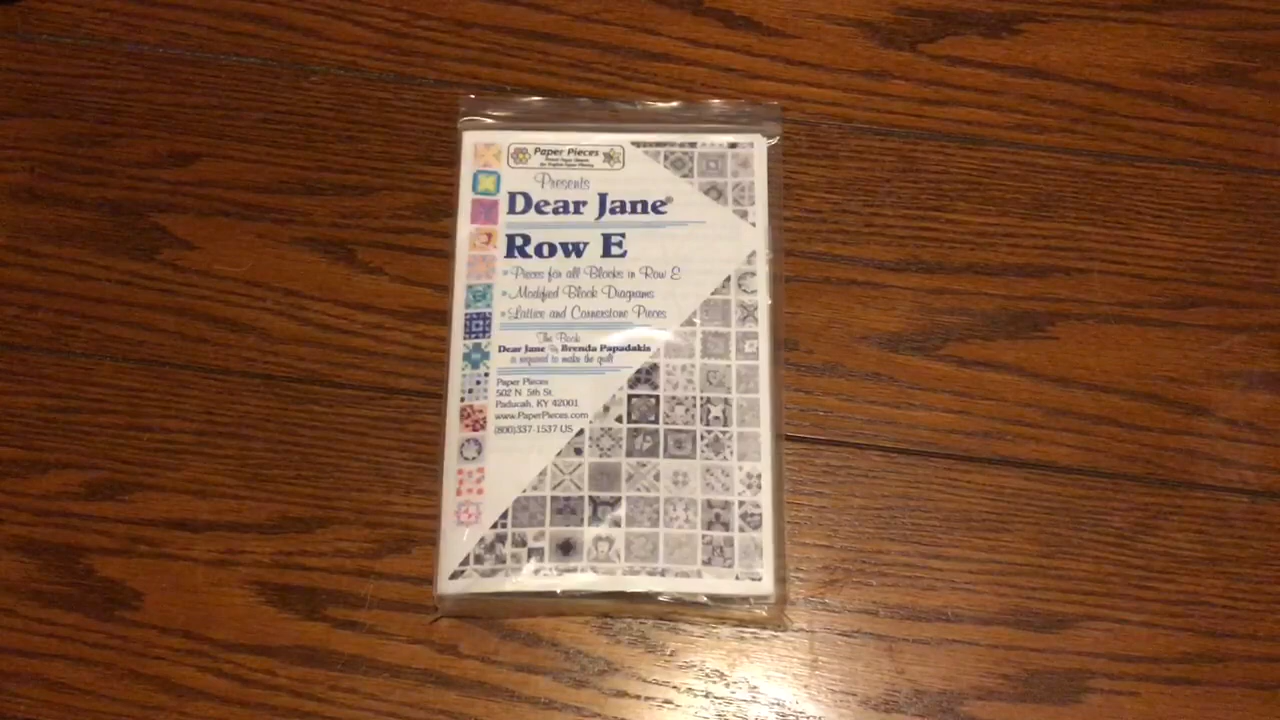 Paper Pieces
Presents
Dear Jane®
Row E
» Pieces for all Blocks in Row E
» Modified Block Diagrams
» Lattice and Cornerstone Pieces
The Book
Dear Jane By Brenda Papadakis
is required to make the quilt
Paper Pieces
502 N. 5th St.
Paducah, KY 42001
www.PaperPieces.com
(800)337-1537 US